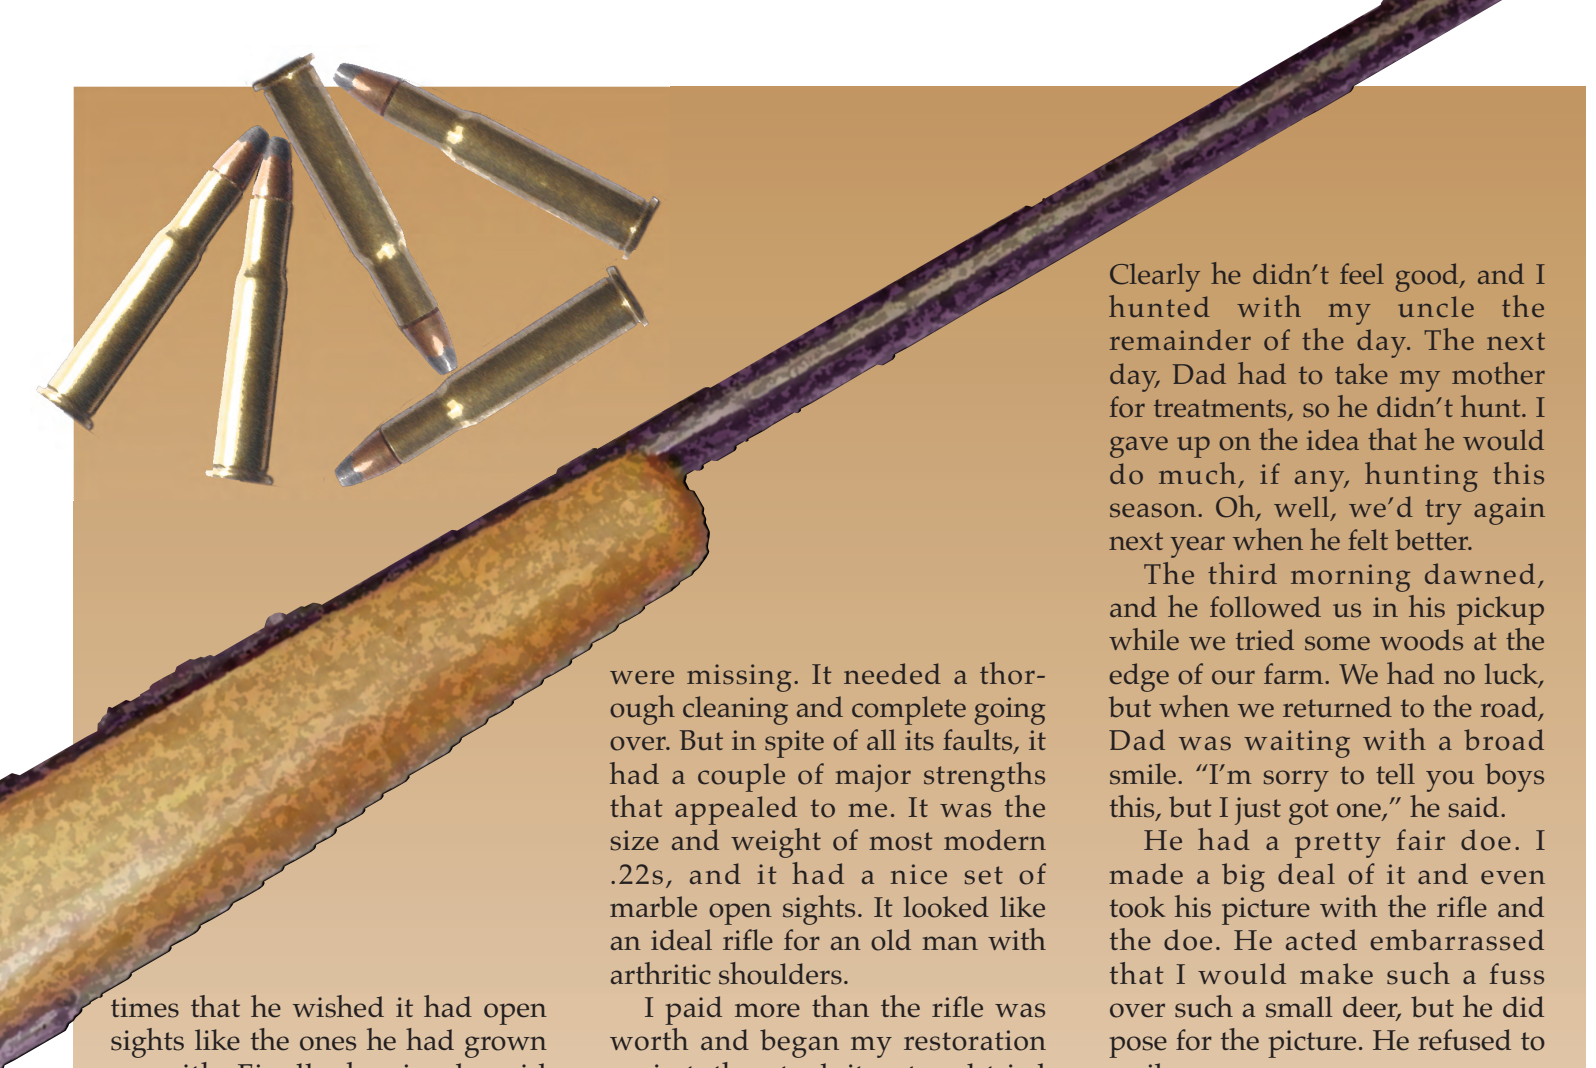 times that he wished it had open
sights like the ones he had grown
were missing. It needed a thor-
ough cleaning and complete going
over. But in spite of all its faults, it
had a couple of major strengths
that appealed to me. It was the
size and weight of most modern
.22s, and it had a nice set of
marble open sights. It looked like
an ideal rifle for an old man with
arthritic shoulders.
I paid more than the rifle was
worth and began my restoration
Clearly he didn’t feel good, and I
hunted with my uncle the
remainder of the day. The next
day, Dad had to take my mother
for treatments, so he didn’t hunt. I
gave up on the idea that he would
do much, if any, hunting this
season. Oh, well, we’d try again
next year when he felt better.
The third morning dawned,
and he followed us in his pickup
while we tried some woods at the
edge of our farm. We had no luck,
but when we returned to the road,
Dad was waiting with a broad
smile. “I’m sorry to tell you boys
this, but I just got one,” he said.
He had a pretty fair doe. I
made a big deal of it and even
took his picture with the rifle and
the doe. He acted embarrassed
that I would make such a fuss
over such a small deer, but he did
pose for the picture. He refused to